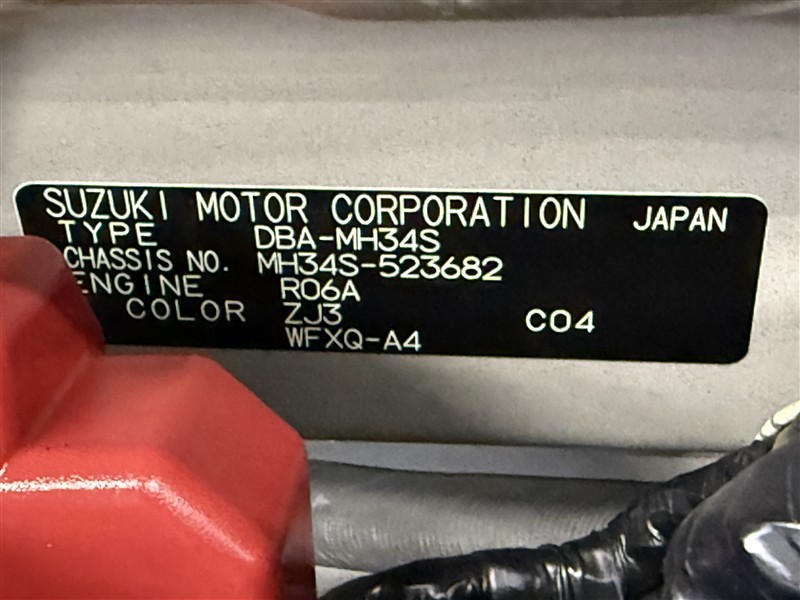 SUZUKI MOTOR CORPORATION JAPAN
TYPE DBA-MH34S
CHASSIS NO. MH34S-523682
ENGINE R06A
COLOR ZJ3 C04
WFXQ-A4